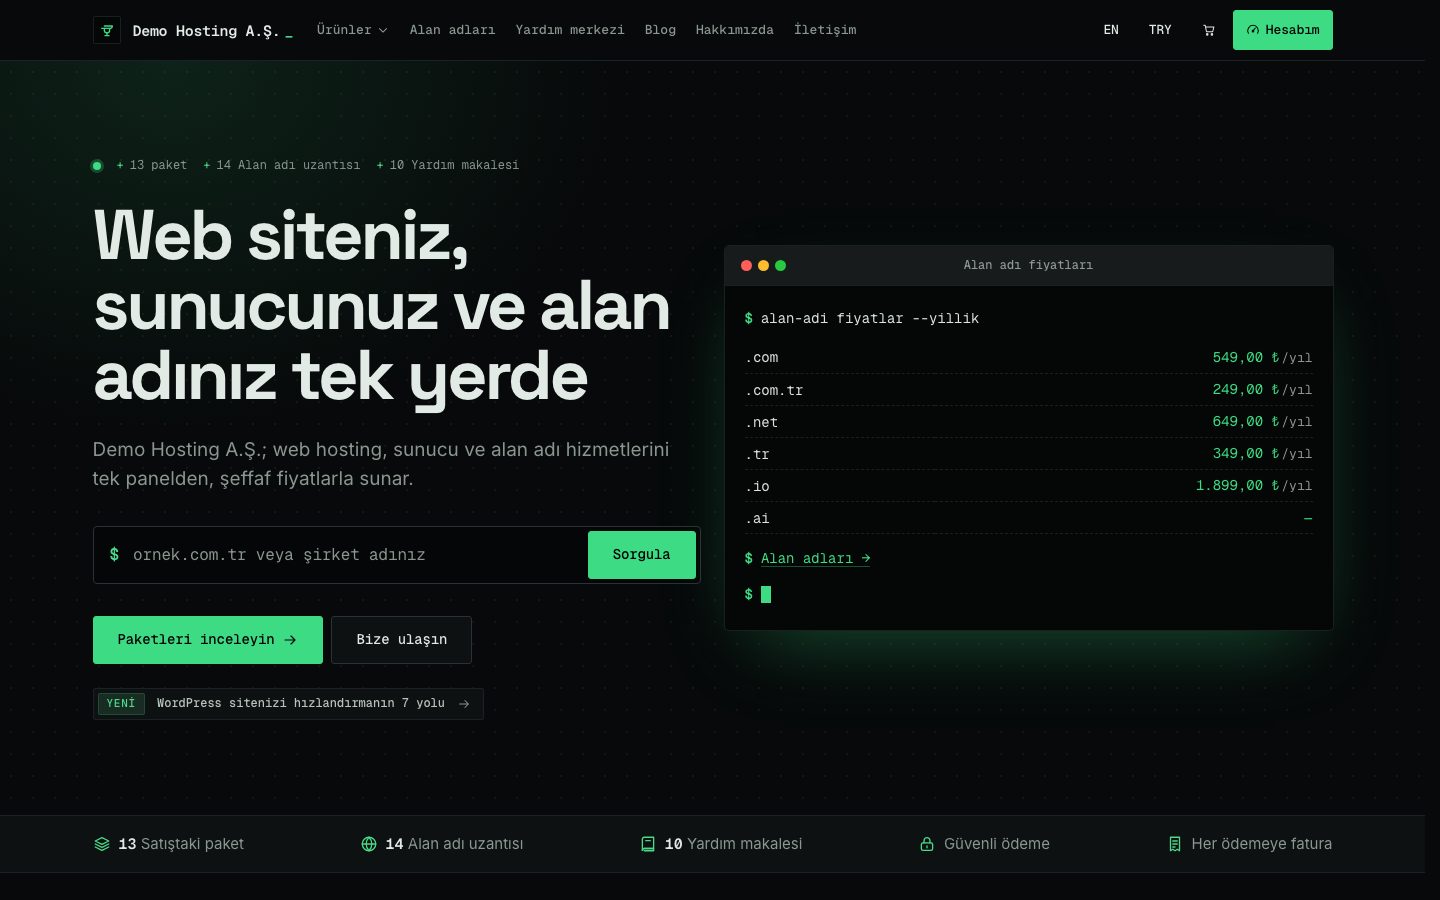 Demo Hosting A.Ş. _
Ürünler
Alan adları
Yardım merkezi
Blog
Hakkımızda
İletişim
EN
TRY
Hesabım
+ 13 paket + 14 Alan adı uzantısı + 10 Yardım makalesi
Web siteniz,
sunucunuz ve alan
adınız tek yerde
Demo Hosting A.Ş.; web hosting, sunucu ve alan adı hizmetlerini
tek panelden, şeffaf fiyatlarla sunar.
$ ornek.com.tr veya şirket adınız
Sorgula
Paketleri inceleyin →
Bize ulaşın
YENİ WordPress sitenizi hızlandırmanın 7 yolu →
Alan adı fiyatları
$ alan-adi fiyatlar --yillik
.com 549,00 ₺/yıl
.com.tr 249,00 ₺/yıl
.net 649,00 ₺/yıl
.tr 349,00 ₺/yıl
.io 1.899,00 ₺/yıl
.ai —
$ Alan adları →
$
13 Satıştaki paket
14 Alan adı uzantısı
10 Yardım makalesi
Güvenli ödeme
Her ödemeye fatura